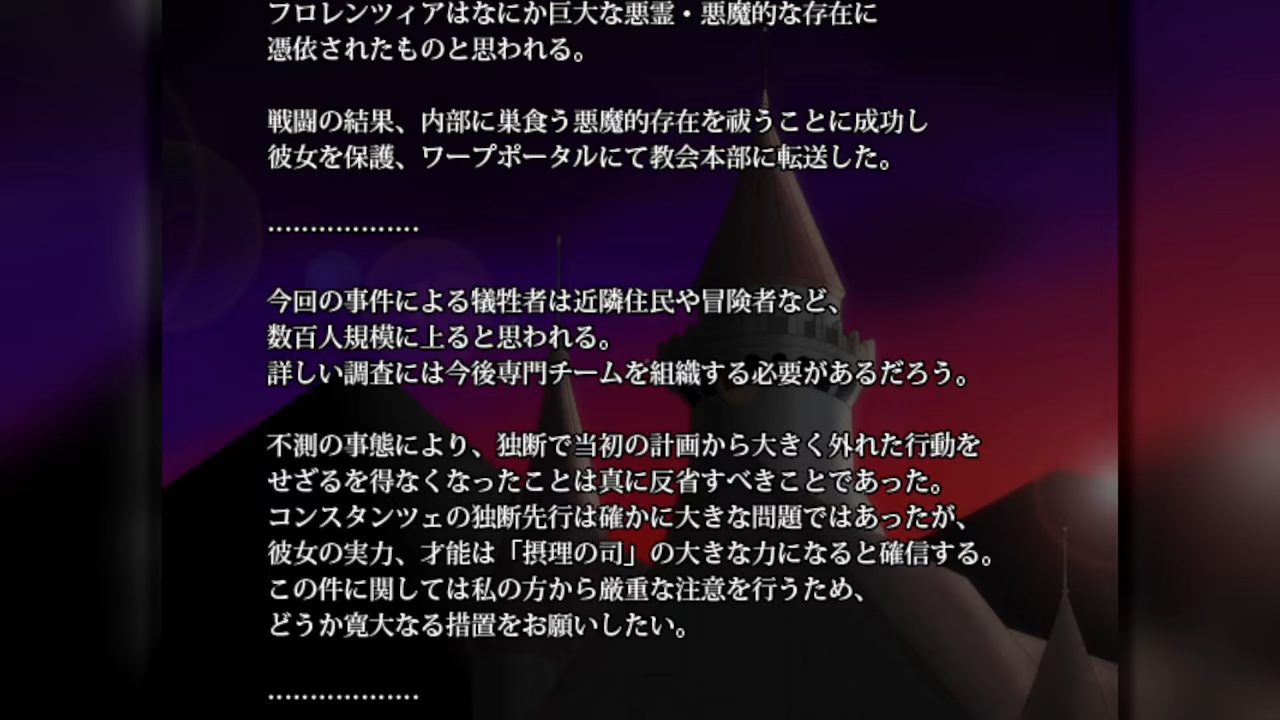 フロレンツィアはなにか巨大な悪霊・悪魔的な存在に
憑依されたものと思われる。
戦闘の結果、内部に巣食う悪魔的存在を祓うことに成功し
彼女を保護、ワープポータルにて教会本部に転送した。
………………
今回の事件による犠牲者は近隣住民や冒険者など、
数百人規模に上ると思われる。
詳しい調査には今後専門チームを組織する必要があるだろう。
不測の事態により、独断で当初の計画から大きく外れた行動を
せざるを得なくなったことは真に反省すべきことであった。
コンスタンツェの独断先行は確かに大きな問題ではあったが、
彼女の実力、才能は「摂理の司」の大きな力になると確信する。
この件に関しては私の方から厳重な注意を行うため、
どうか寛大なる措置をお願いしたい。
………………